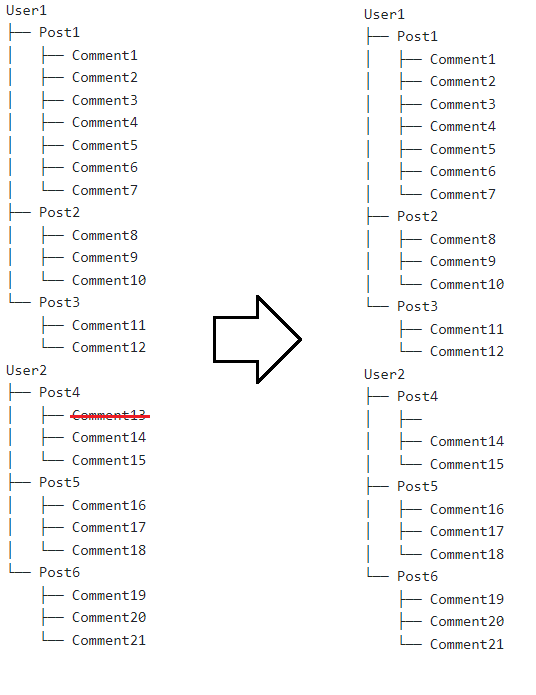 User1
├── Post1
│   ├── Comment1
│   ├── Comment2
│   ├── Comment3
│   ├── Comment4
│   ├── Comment5
│   ├── Comment6
│   └── Comment7
├── Post2
│   ├── Comment8
│   ├── Comment9
│   └── Comment10
└── Post3
    ├── Comment11
    └── Comment12
User2
├── Post4
│   ├── Comment13
│   ├── Comment14
│   └── Comment15
├── Post5
│   ├── Comment16
│   ├── Comment17
│   └── Comment18
└── Post6
    ├── Comment19
    ├── Comment20
    └── Comment21
User1
├── Post1
│   ├── Comment1
│   ├── Comment2
│   ├── Comment3
│   ├── Comment4
│   ├── Comment5
│   ├── Comment6
│   └── Comment7
├── Post2
│   ├── Comment8
│   ├── Comment9
│   └── Comment10
└── Post3
    ├── Comment11
    └── Comment12
User2
├── Post4
│   ├──
│   ├── Comment14
│   └── Comment15
├── Post5
│   ├── Comment16
│   ├── Comment17
│   └── Comment18
└── Post6
    ├── Comment19
    ├── Comment20
    └── Comment21